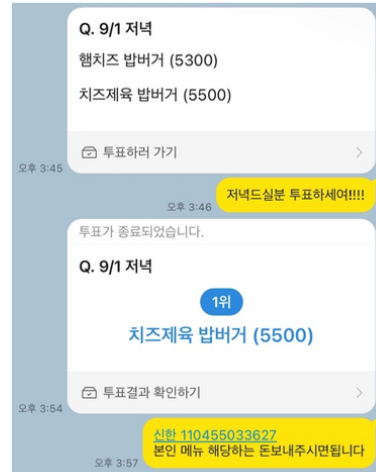 Q. 9/1 저녁
햄치즈 밥버거 (5300)
치즈제육 밥버거 (5500)
투표하러 가기
오후 3:45
저녁드실분 투표하세여!!!!
오후 3:46
투표가 종료되었습니다.
Q. 9/1 저녁
1위
치즈제육 밥버거 (5500)
투표결과 확인하기
오후 3:54
신한 110455033627
본인 메뉴 해당하는 돈보내주시면됩니다
오후 3:57